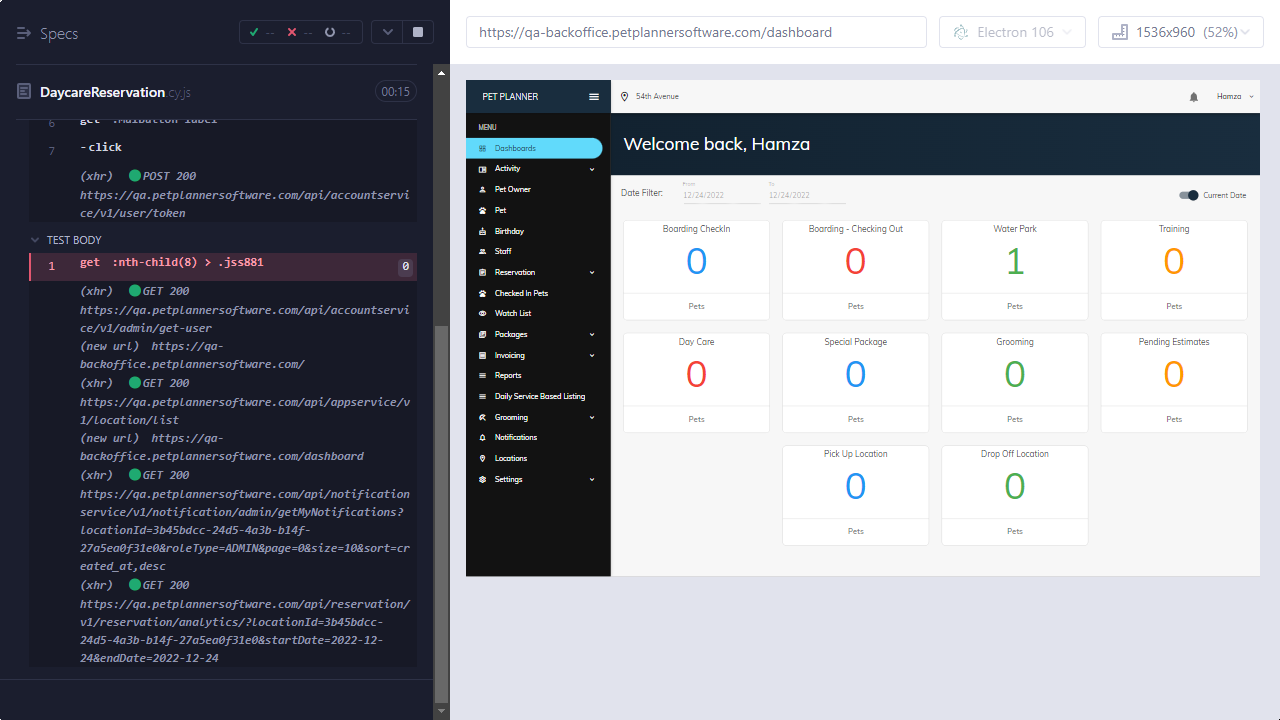 Specs
-- -- --
DaycareReservation.cy.js
00:15
6 get :MuiButton-label
7 -click
(xhr) POST 200
https://qa.petplannersoftware.com/api/accountservi
ce/v1/user/token
TEST BODY
1 get :nth-child(8) > .jss881 0
(xhr) GET 200
https://qa.petplannersoftware.com/api/accountservi
ce/v1/admin/get-user
(new url) https://qa-
backoffice.petplannersoftware.com/
(xhr) GET 200
https://qa.petplannersoftware.com/api/appservice/v
1/location/list
(new url) https://qa-
backoffice.petplannersoftware.com/dashboard
(xhr) GET 200
https://qa.petplannersoftware.com/api/notification
service/v1/notification/admin/getMyNotifications?
locationId=3b45bdcc-24d5-4a3b-b14f-
27a5ea0f31e0&roleType=ADMIN&page=0&size=10&sort=cr
eated_at,desc
(xhr) GET 200
https://qa.petplannersoftware.com/api/reservation/
v1/reservation/analytics/?locationId=3b45bdcc-
24d5-4a3b-b14f-27a5ea0f31e0&startDate=2022-12-
24&endDate=2022-12-24
https://qa-backoffice.petplannersoftware.com/dashboard
Electron 106
1536x960 (52%)
PET PLANNER
54th Avenue
Hamza
MENU
Dashboards
Activity
Pet Owner
Pet
Birthday
Staff
Reservation
Checked In Pets
Watch List
Packages
Invoicing
Reports
Daily Service Based Listing
Grooming
Notifications
Locations
Settings
Welcome back, Hamza
Date Filter:
From
12/24/2022
To
12/24/2022
Current Date
Boarding CheckIn
0
Pets
Boarding - Checking Out
0
Pets
Water Park
1
Pets
Training
0
Pets
Day Care
0
Pets
Special Package
0
Pets
Grooming
0
Pets
Pending Estimates
0
Pets
Pick Up Location
0
Pets
Drop Off Location
0
Pets